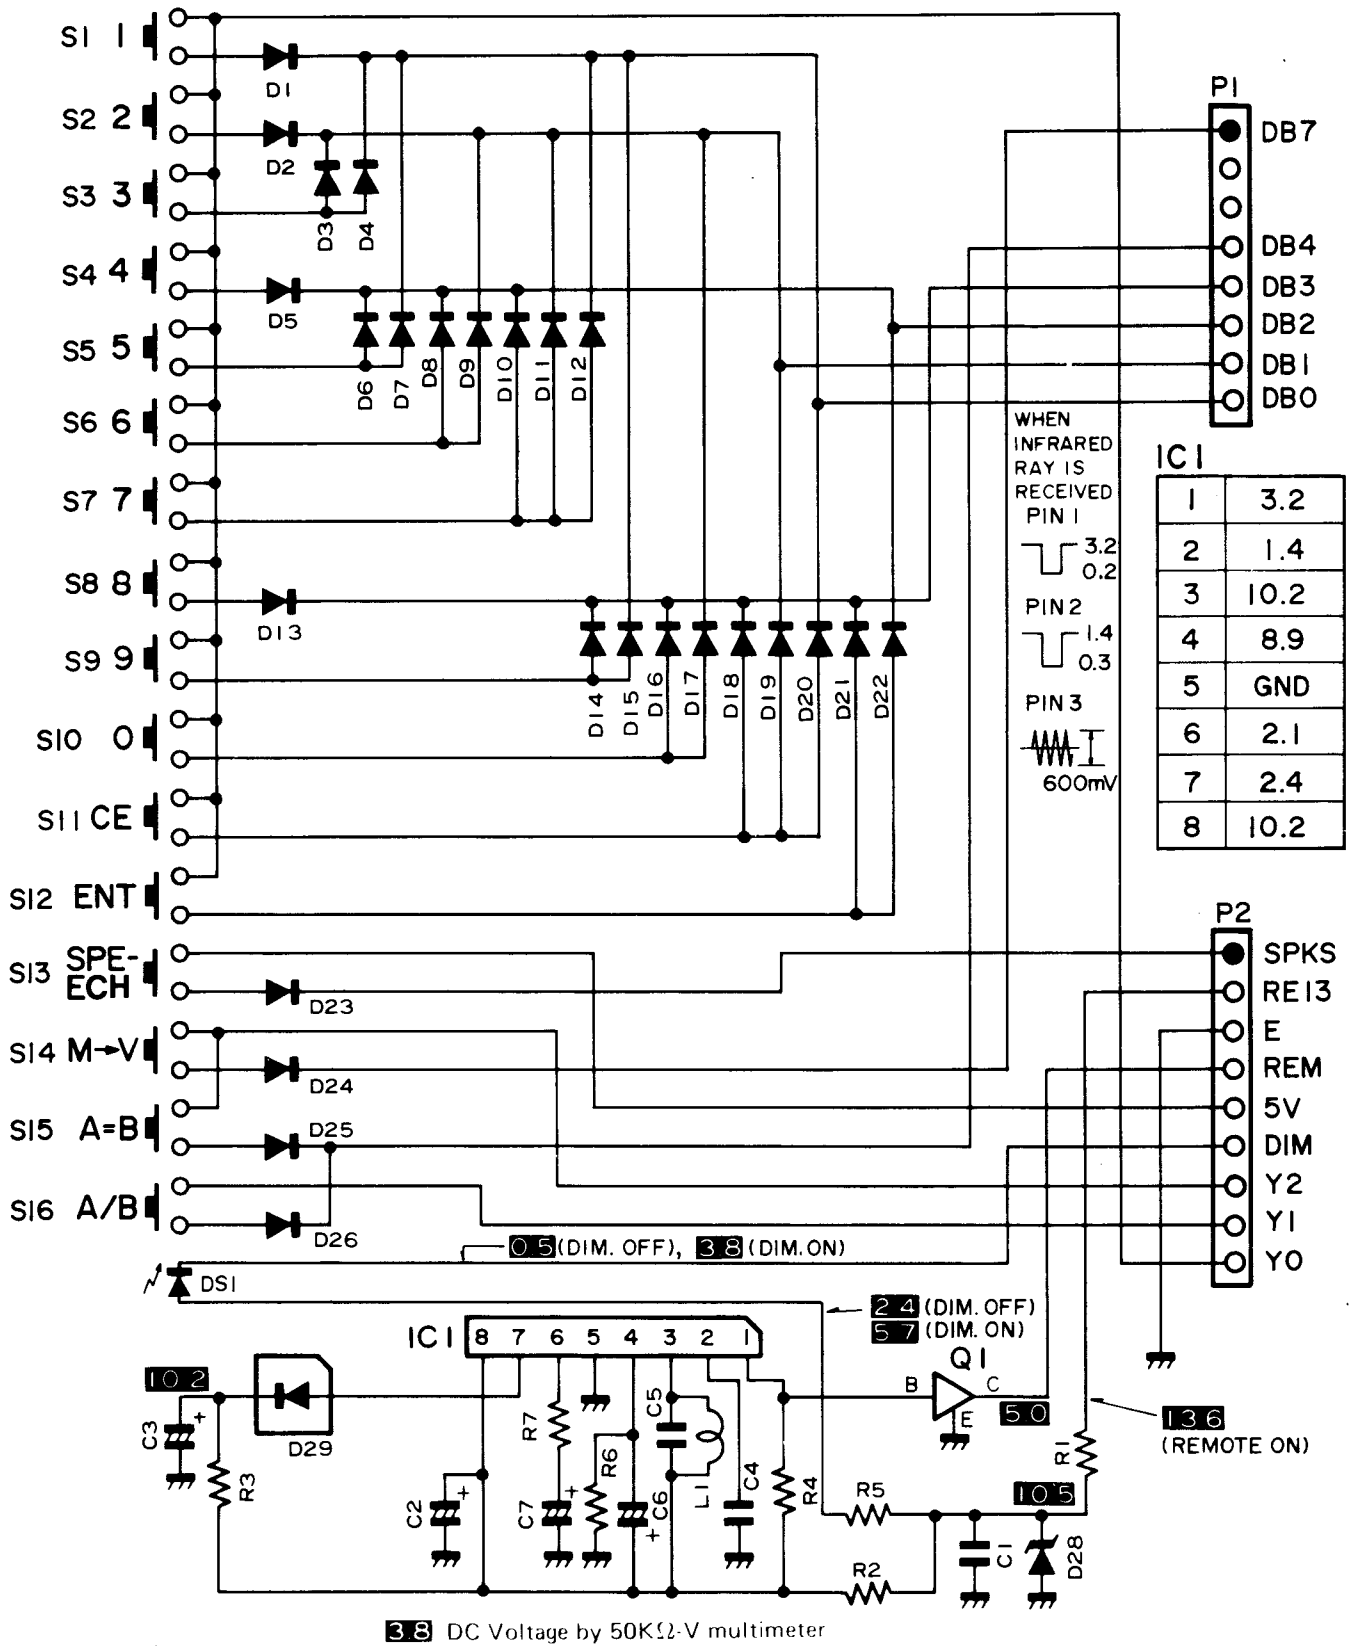 S1 1
D1
S2 2
D2
S3 3
D3
D4
S4 4
D5
S5 5
D6
D7
D8
D9
D10
D11
D12
S6 6
S7 7
S8 8
D13
S9 9
D14
D15
D16
D17
D18
D19
D20
D21
D22
S10 0
S11 CE
S12 ENT
S13 SPE-
ECH
D23
S14 M→V
D24
S15 A=B
D25
S16 A/B
D26
P1
DB7
DB4
DB3
DB2
DB1
DB0
WHEN
INFRARED
RAY IS
RECEIVED
PIN 1
3.2
0.2
PIN 2
1.4
0.3
PIN 3
600mV
IC1
1 3.2
2 1.4
3 10.2
4 8.9
5 GND
6 2.1
7 2.4
8 10.2
P2
SPKS
RE13
E
REM
5V
DIM
Y2
Y1
Y0
0.5 (DIM. OFF), 3.8 (DIM. ON)
DS1
2.4 (DIM. OFF)
5.7 (DIM. ON)
IC1 8 7 6 5 4 3 2 1
Q1
B C
E
5.0
13.6
(REMOTE ON)
10.2
D29
C3 +
R3
C2 +
R7
C7 +
R6
C6 +
C5
L1
C4
R4
R5
R2
10.5
C1
D28
R1
3.8 DC Voltage by 50KΩ-V multimeter